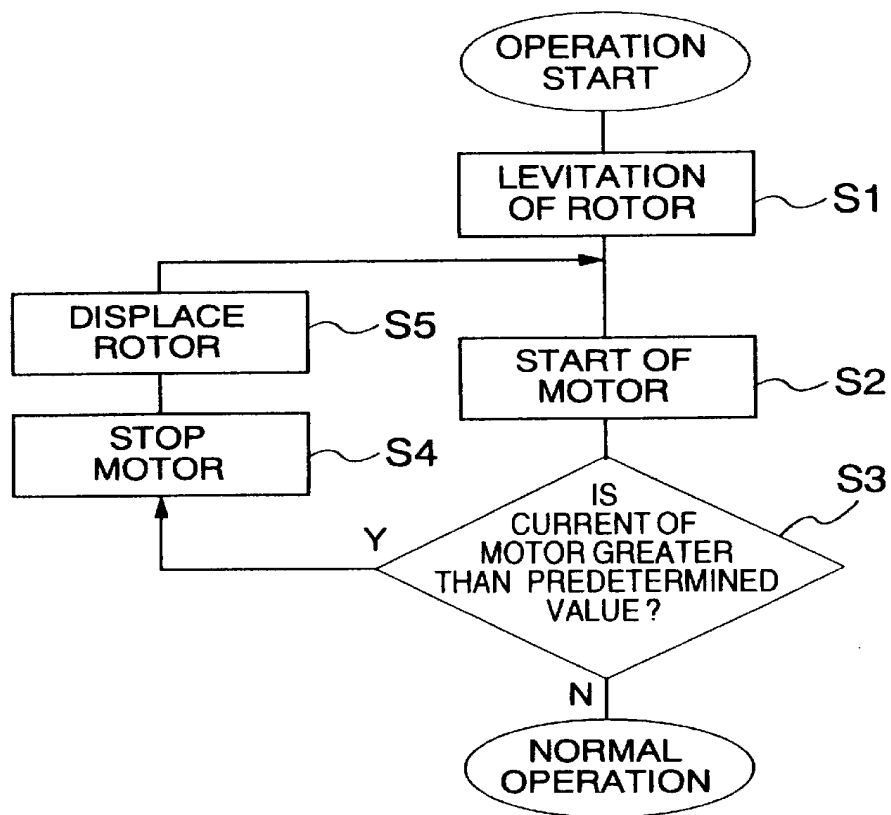 OPERATION
START
LEVITATION
OF ROTOR
S1
DISPLACE
ROTOR
S5
START OF
MOTOR
S2
STOP
MOTOR
S4
IS
CURRENT OF
MOTOR GREATER
THAN PREDETERMINED
VALUE?
S3
Y
N
NORMAL
OPERATION